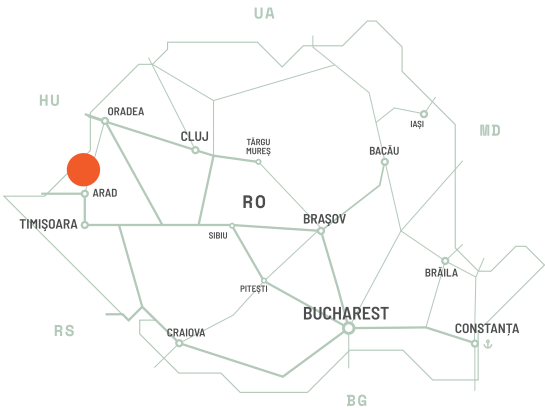 UA
HU
ORADEA
CLUJ
TÂRGU
MUREȘ
IAȘI
MD
BACĂU
ARAD
RO
TIMIȘOARA
BRAȘOV
SIBIU
BRĂILA
PITEȘTI
BUCHAREST
RS
CRAIOVA
CONSTANȚA
BG